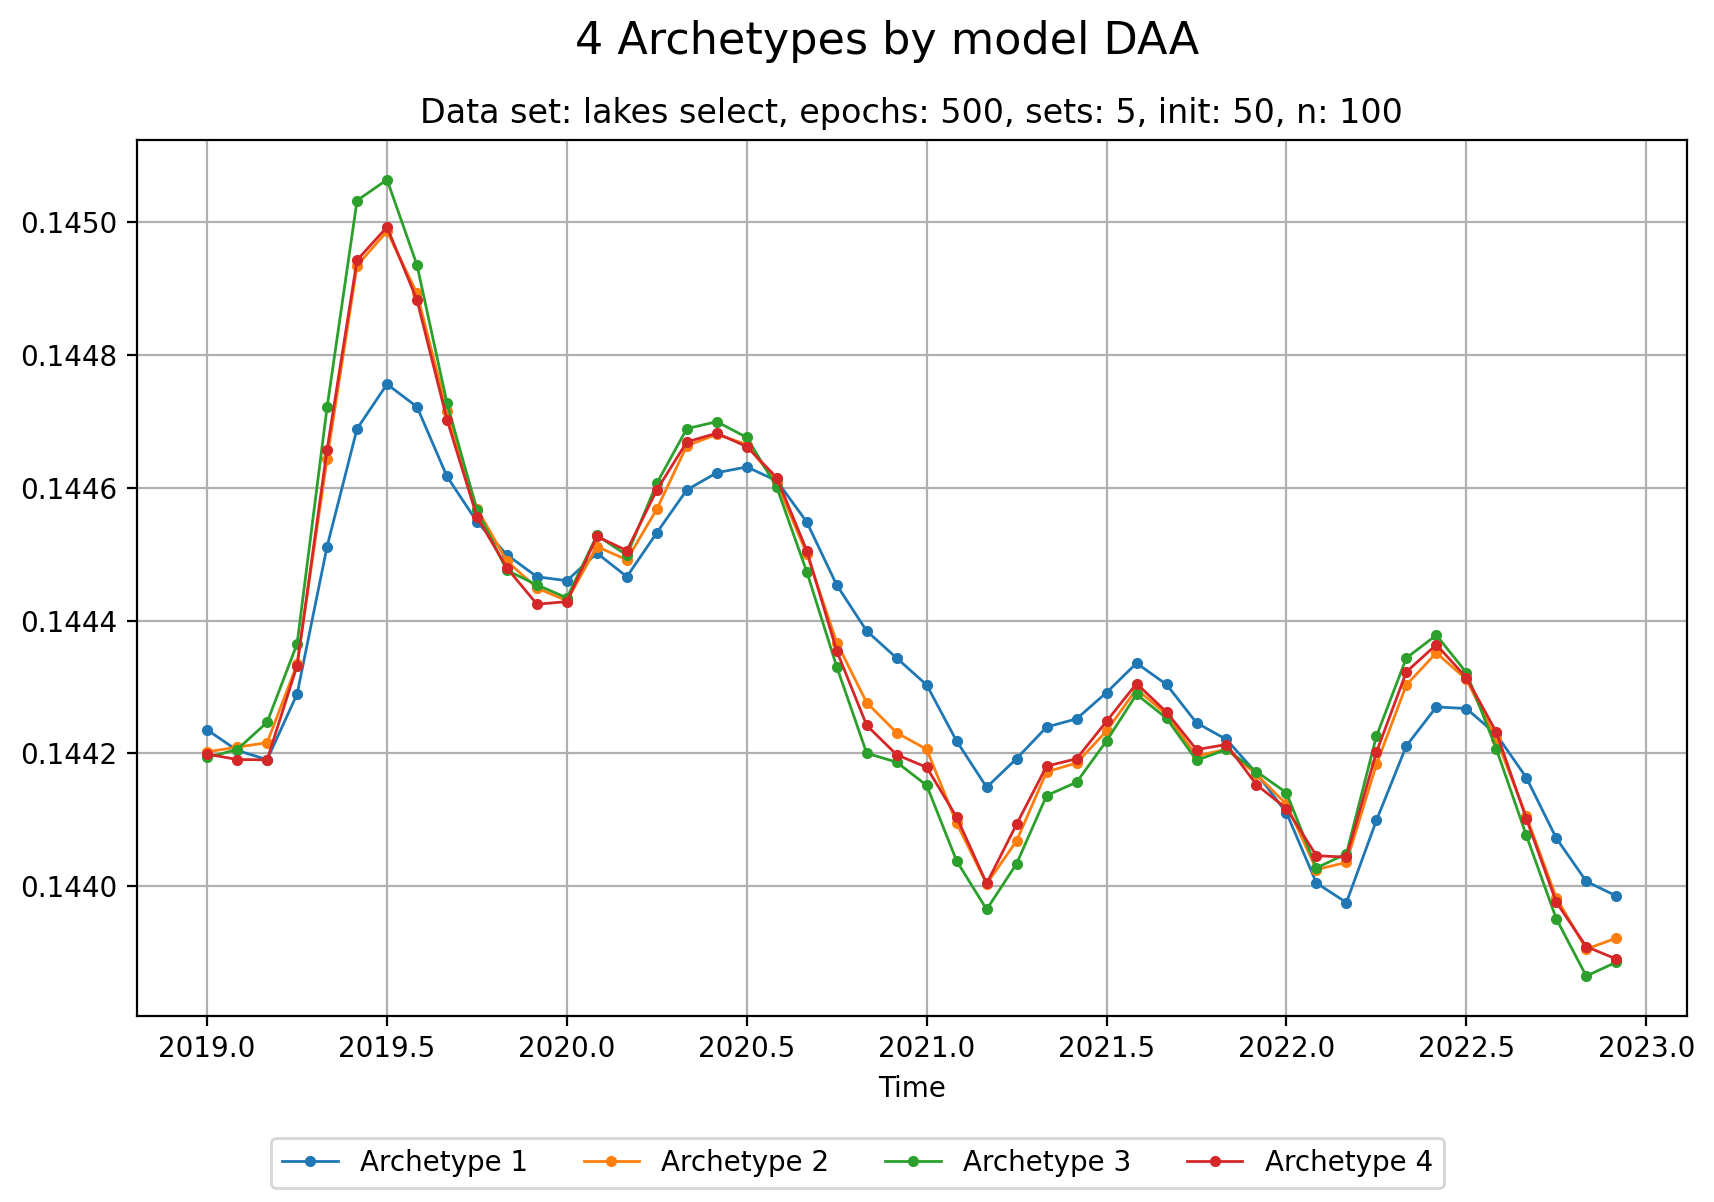 4 Archetypes by model DAA
Data set: lakes select, epochs: 500, sets: 5, init: 50, n: 100
0.1450
0.1448
0.1446
0.1444
0.1442
0.1440
2019.0 2019.5 2020.0 2020.5 2021.0 2021.5 2022.0 2022.5 2023.0
Time
Archetype 1 Archetype 2 Archetype 3 Archetype 4